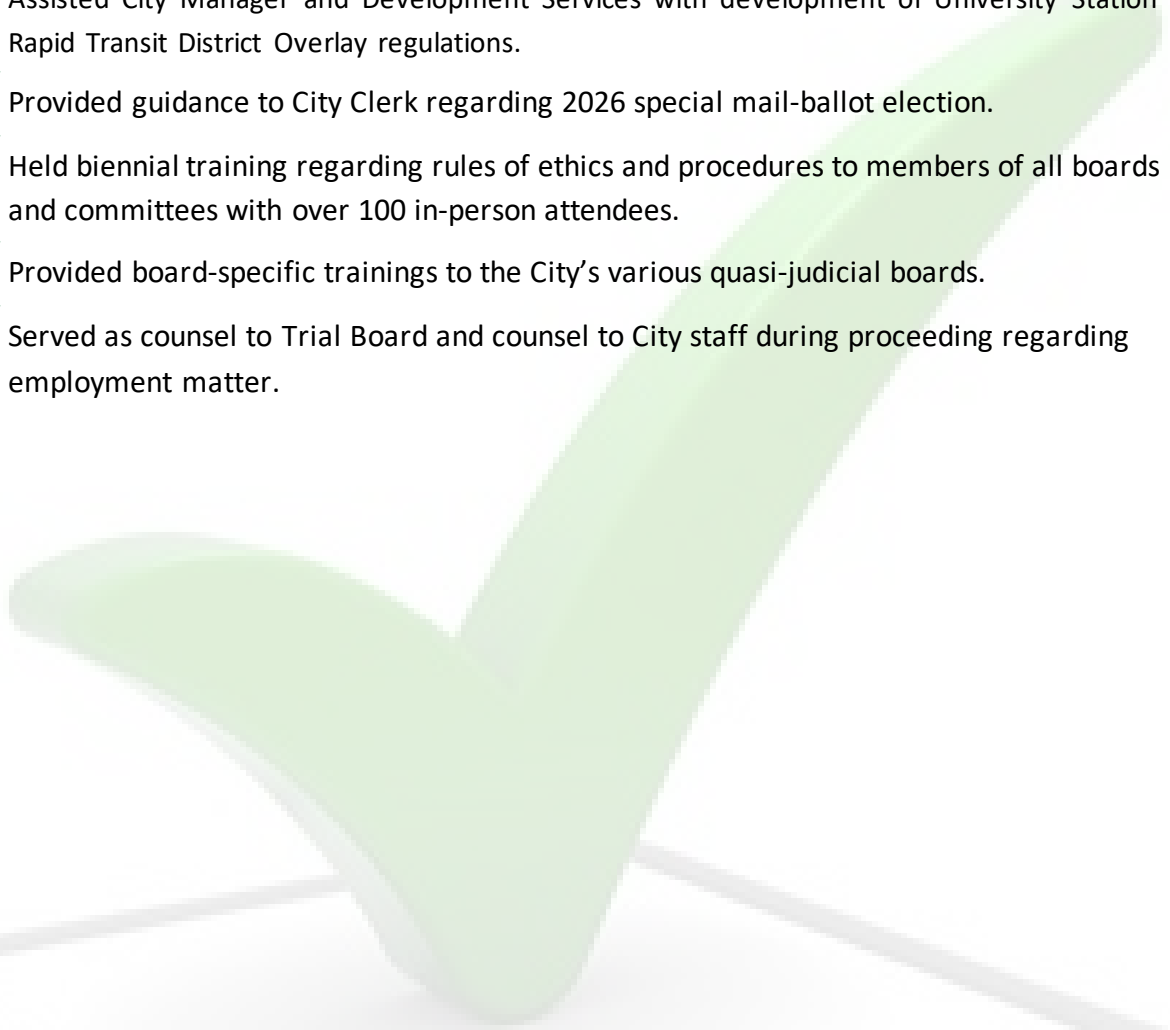 Assisted City Manager and Development Services with development of University Station
Rapid Transit District Overlay regulations.
Provided guidance to City Clerk regarding 2026 special mail-ballot election.
Held biennial training regarding rules of ethics and procedures to members of all boards
and committees with over 100 in-person attendees.
Provided board-specific trainings to the City’s various quasi-judicial boards.
Served as counsel to Trial Board and counsel to City staff during proceeding regarding
employment matter.